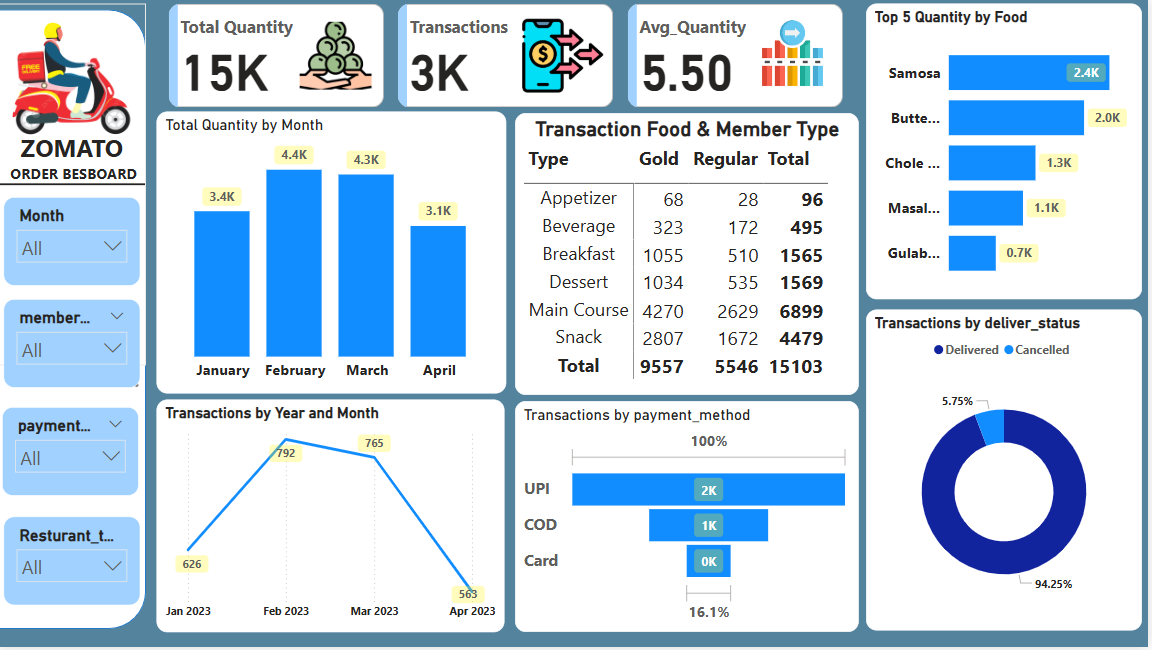 FREE
DELIVERY
ZOMATO
ORDER BESBOARD
Month
All
member...
All
payment...
All
Resturant_t...
All
Total Quantity
15K
Transactions
3K
$
Avg_Quantity
5.50
Total Quantity by Month
3.4K
4.4K
4.3K
3.1K
January February March April
Transaction Food & Member Type
Type Gold Regular Total
Appetizer 68 28 96
Beverage 323 172 495
Breakfast 1055 510 1565
Dessert 1034 535 1569
Main Course 4270 2629 6899
Snack 2807 1672 4479
Total 9557 5546 15103
Top 5 Quantity by Food
Samosa 2.4K
Butte... 2.0K
Chole ... 1.3K
Masal... 1.1K
Gulab... 0.7K
Transactions by Year and Month
626
792
765
563
Jan 2023 Feb 2023 Mar 2023 Apr 2023
Transactions by payment_method
100%
UPI 2K
COD 1K
Card 0K
16.1%
Transactions by deliver_status
Delivered Cancelled
5.75%
94.25%